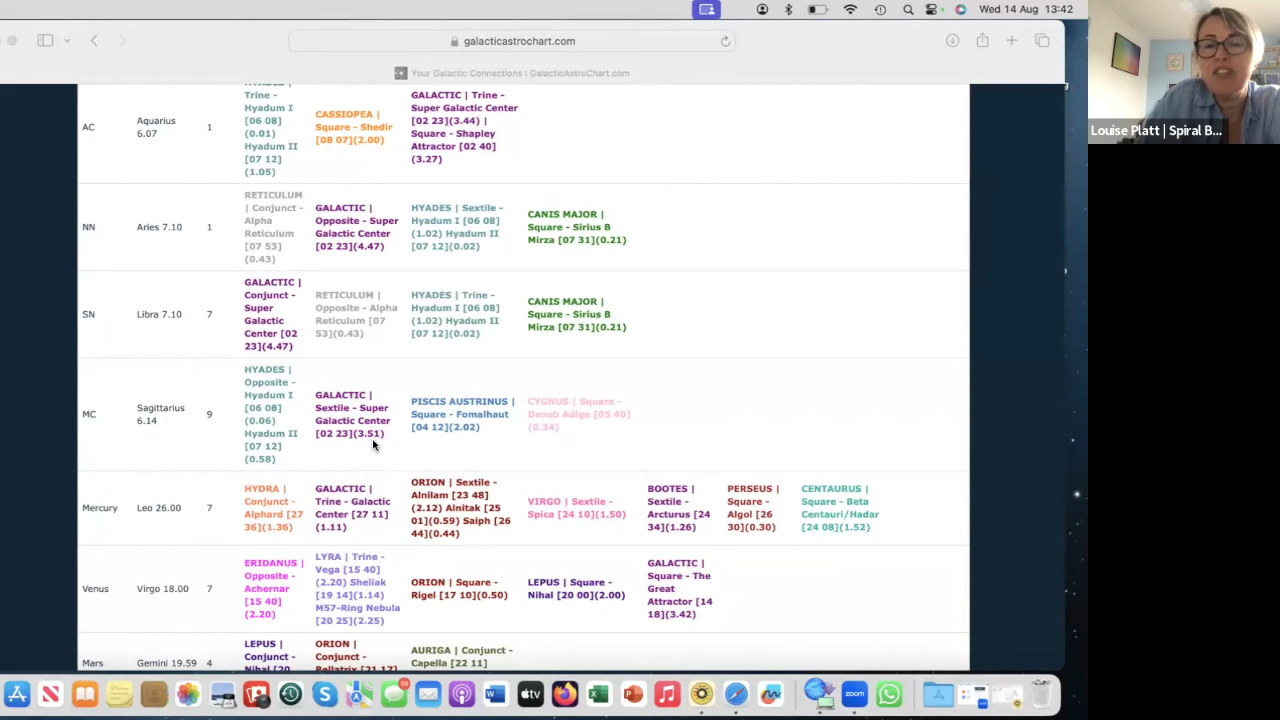 Wed 14 Aug 13:42
galacticastrochart.com
Your Galactic Connections | GalacticAstroChart.com
Louise Platt | Spiral B...
AC
Aquarius
6.07
1
HYADES |
Trine -
Hyadum I
[06 08]
(0.01)
Hyadum II
[07 12]
(1.05)
CASSIOPEA |
Square - Shedir
[08 07](2.00)
GALACTIC | Trine -
Super Galactic Center
[02 23](3.44) |
Square - Shapley
Attractor [02 40]
(3.27)
NN
Aries 7.10
1
RETICULUM
| Conjunct -
Alpha
Reticulum
[07 53]
(0.43)
GALACTIC |
Opposite - Super
Galactic Center
[02 23](4.47)
HYADES | Sextile -
Hyadum I [06 08]
(1.02) Hyadum II
[07 12](0.02)
CANIS MAJOR |
Square - Sirius B
Mirza [07 31](0.21)
SN
Libra 7.10
7
GALACTIC |
Conjunct -
Super
Galactic
Center [02
23](4.47)
RETICULUM |
Opposite - Alpha
Reticulum [07
53](0.43)
HYADES | Trine -
Hyadum I [06 08]
(1.02) Hyadum II
[07 12](0.02)
CANIS MAJOR |
Square - Sirius B
Mirza [07 31](0.21)
MC
Sagittarius
6.14
9
HYADES |
Opposite -
Hyadum I
[06 08]
(0.06)
Hyadum II
[07 12]
(0.58)
GALACTIC |
Sextile - Super
Galactic Center
[02 23](3.51)
PISCIS AUSTRINUS |
Square - Fomalhaut
[04 12](2.02)
CYGNUS | Square -
Deneb Adige [05 40]
(0.34)
Mercury
Leo 26.00
7
HYDRA |
Conjunct -
Alphard [27
36](1.36)
GALACTIC |
Trine - Galactic
Center [27 11]
(1.11)
ORION | Sextile -
Alnilam [23 48]
(2.12) Alnitak [25
01](0.59) Saiph [26
44](0.44)
VIRGO | Sextile -
Spica [24 10](1.50)
BOOTES |
Sextile -
Arcturus [24
34](1.26)
PERSEUS |
Square -
Algol [26
30](0.30)
CENTAURUS |
Square - Beta
Centauri/Hadar
[24 08](1.52)
Venus
Virgo 18.00
7
ERIDANUS |
Opposite -
Achernar
[15 40]
(2.20)
LYRA | Trine -
Vega [15 40]
(2.20) Sheliak
[19 14](1.14)
M57-Ring Nebula
[20 25](2.25)
ORION | Square -
Rigel [17 10](0.50)
LEPUS | Square -
Nihal [20 00](2.00)
GALACTIC |
Square - The
Great
Attractor [14
18](3.42)
Mars
Gemini 19.59
4
LEPUS |
Conjunct -
Nihal [20
ORION |
Conjunct -
Bellatrix [21 17]
AURIGA | Conjunct -
Capella [22 11]
59
zoom